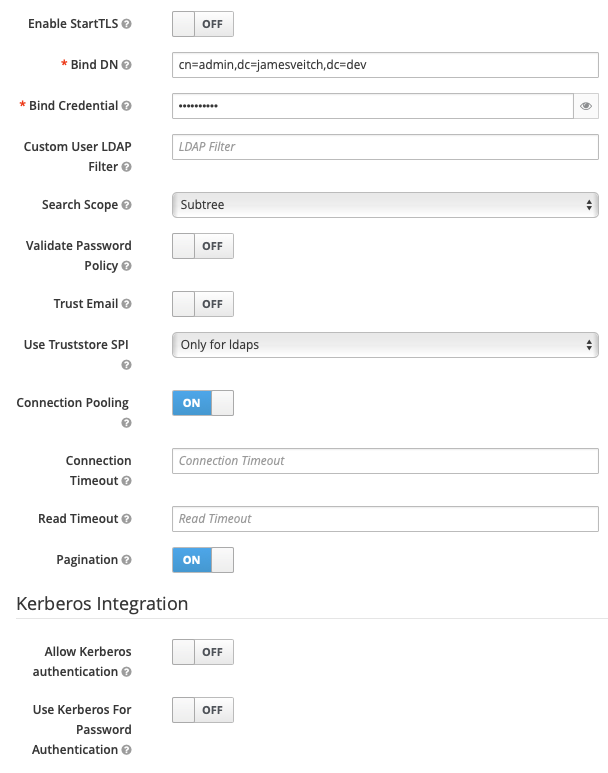 Enable StartTLS OFF
* Bind DN cn=admin,dc=jamesveitch,dc=dev
* Bind Credential ••••••••••
Custom User LDAP LDAP Filter
Filter
Search Scope Subtree
Validate Password OFF
Policy
Trust Email OFF
Use Truststore SPI Only for ldaps
Connection Pooling ON
Connection Connection Timeout
Timeout
Read Timeout Read Timeout
Pagination ON
Kerberos Integration
Allow Kerberos OFF
authentication
Use Kerberos For OFF
Password
Authentication